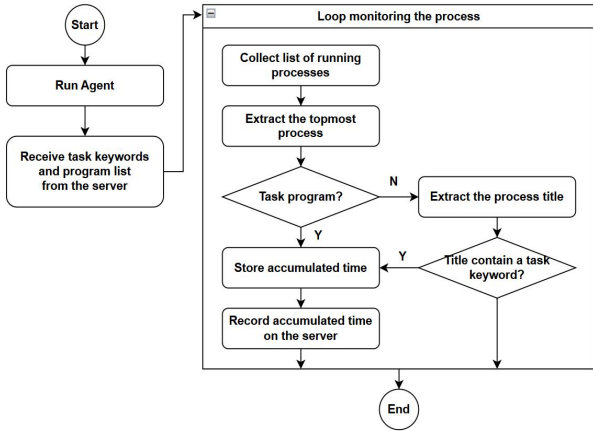 Start
Run Agent
Receive task keywords
and program list
from the server
Loop monitoring the process
Collect list of running
processes
Extract the topmost
process
Task program?
N
Extract the process title
Y
Store accumulated time
Y
Title contain a task
keyword?
Record accumulated time
on the server
End